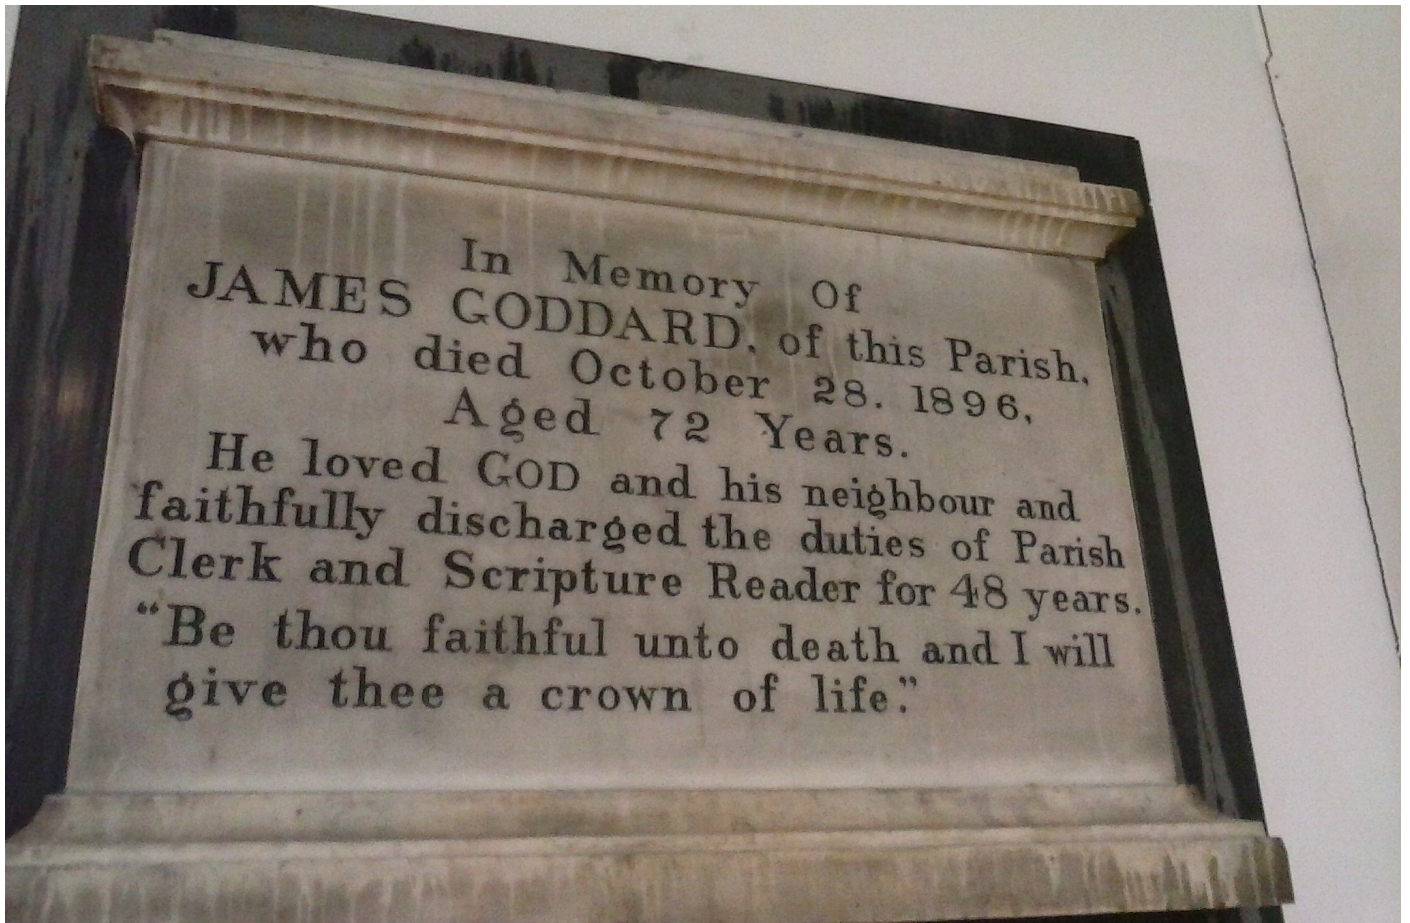 In Memory Of
JAMES GODDARD, of this Parish,
who died October 28. 1896,
Aged 72 Years.
He loved GOD and his neighbour and
faithfully discharged the duties of Parish
Clerk and Scripture Reader for 48 years.
“Be thou faithful unto death and I will
give thee a crown of life.”